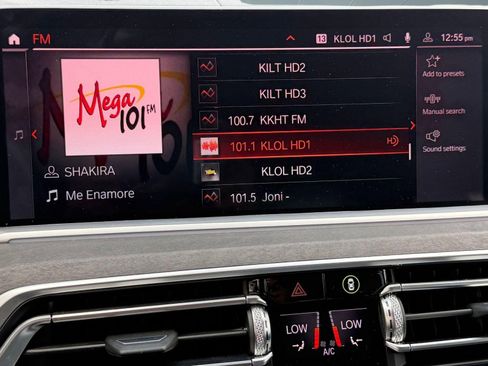 FM
13 KLOL HD1
12:55 pm
Mega
101 FM
SHAKIRA
Me Enamore
KILT HD2
KILT HD3
100.7 KKHT FM
101.1 KLOL HD1
KLOL HD2
101.5 Joni -
Add to presets
Manual search
Sound settings
LOW
LOW
A/C